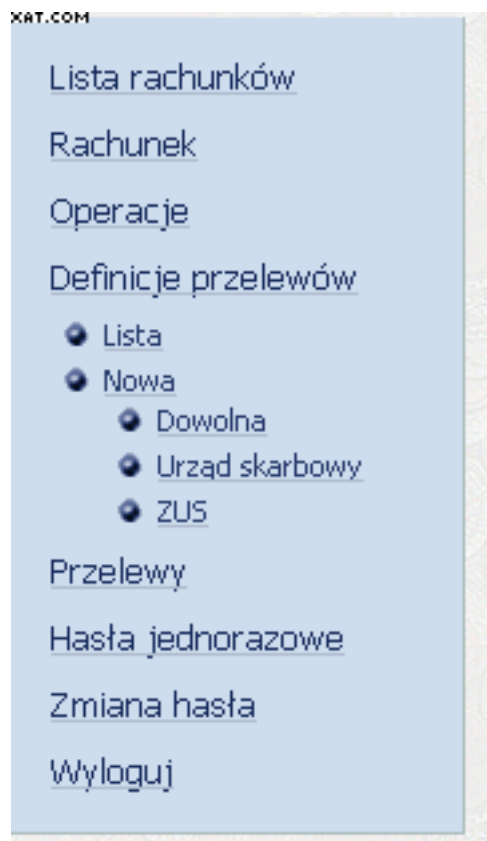 XAT.COM
Lista rachunków
Rachunek
Operacje
Definicje przelewów
Lista
Nowa
Dowolna
Urząd skarbowy
ZUS
Przelewy
Hasła jednorazowe
Zmiana hasła
Wyloguj